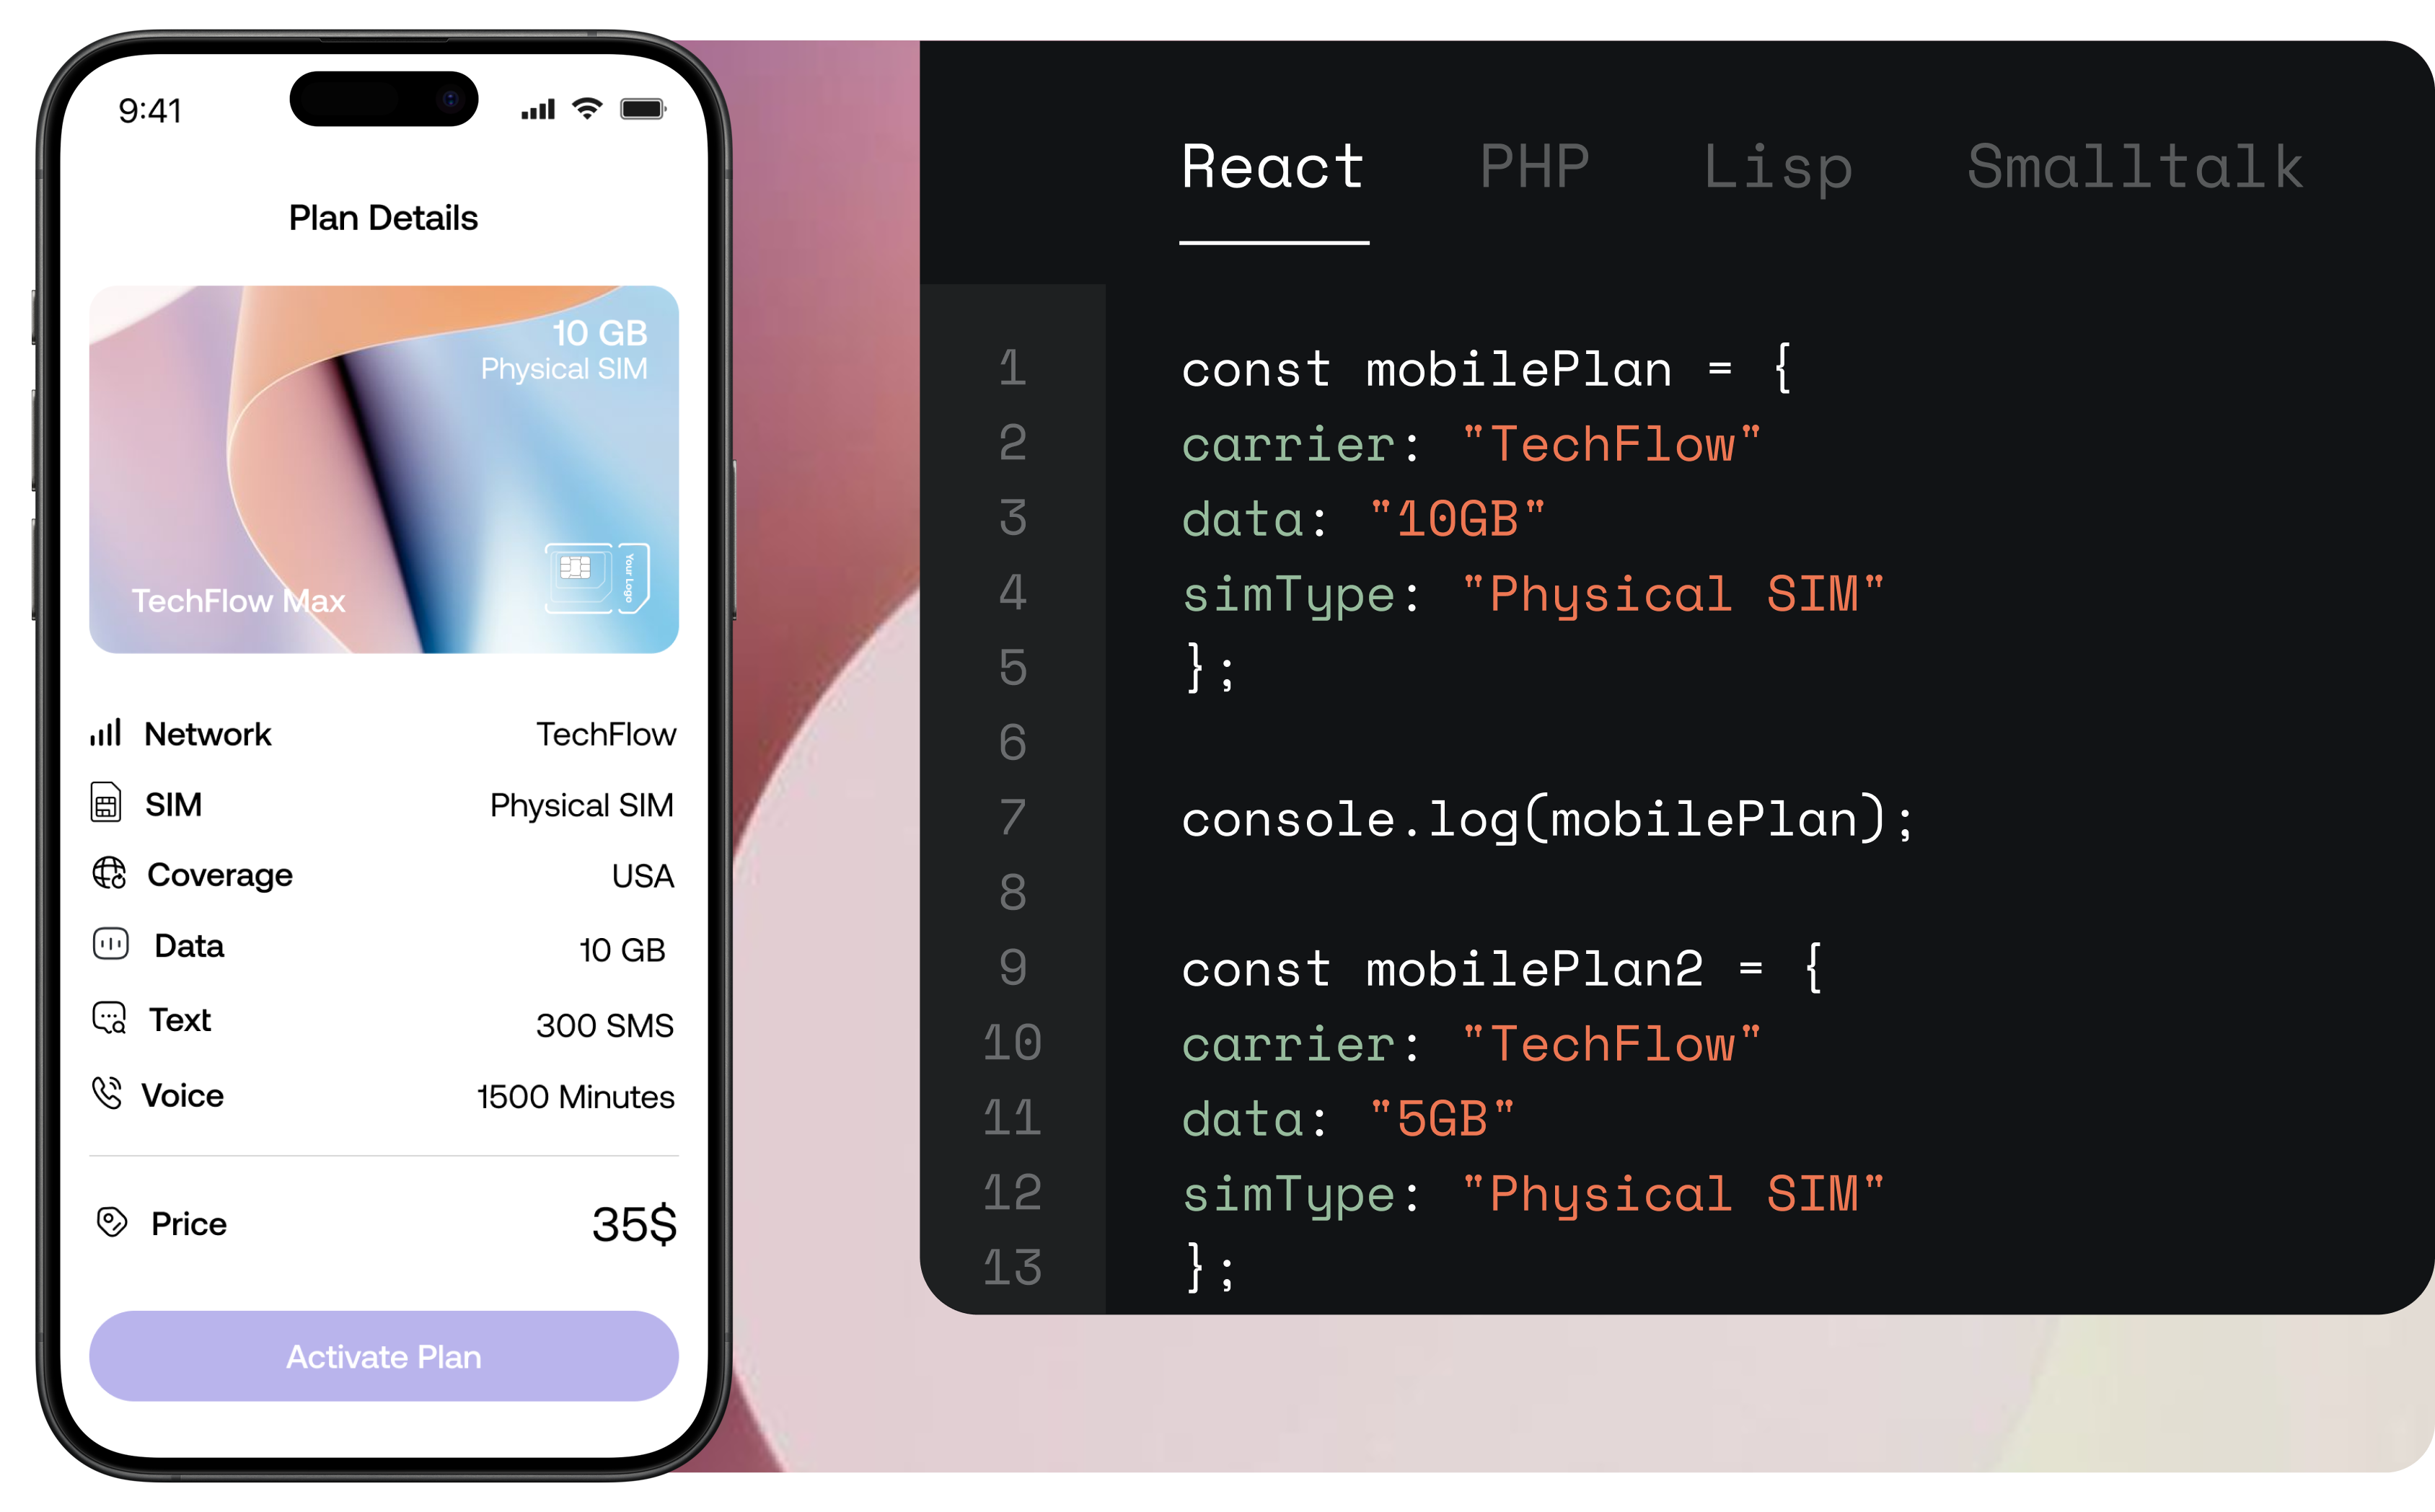 9:41
Plan Details
10 GB
Physical SIM
TechFlow Max
Your Logo
Network TechFlow
SIM Physical SIM
Coverage USA
Data 10 GB
Text 300 SMS
Voice 1500 Minutes
Price 35$
Activate Plan
React PHP Lisp Smalltalk
1 const mobilePlan = {
2 carrier: "TechFlow"
3 data: "10GB"
4 simType: "Physical SIM"
5 };
6
7 console.log(mobilePlan);
8
9 const mobilePlan2 = {
10 carrier: "TechFlow"
11 data: "5GB"
12 simType: "Physical SIM"
13 };